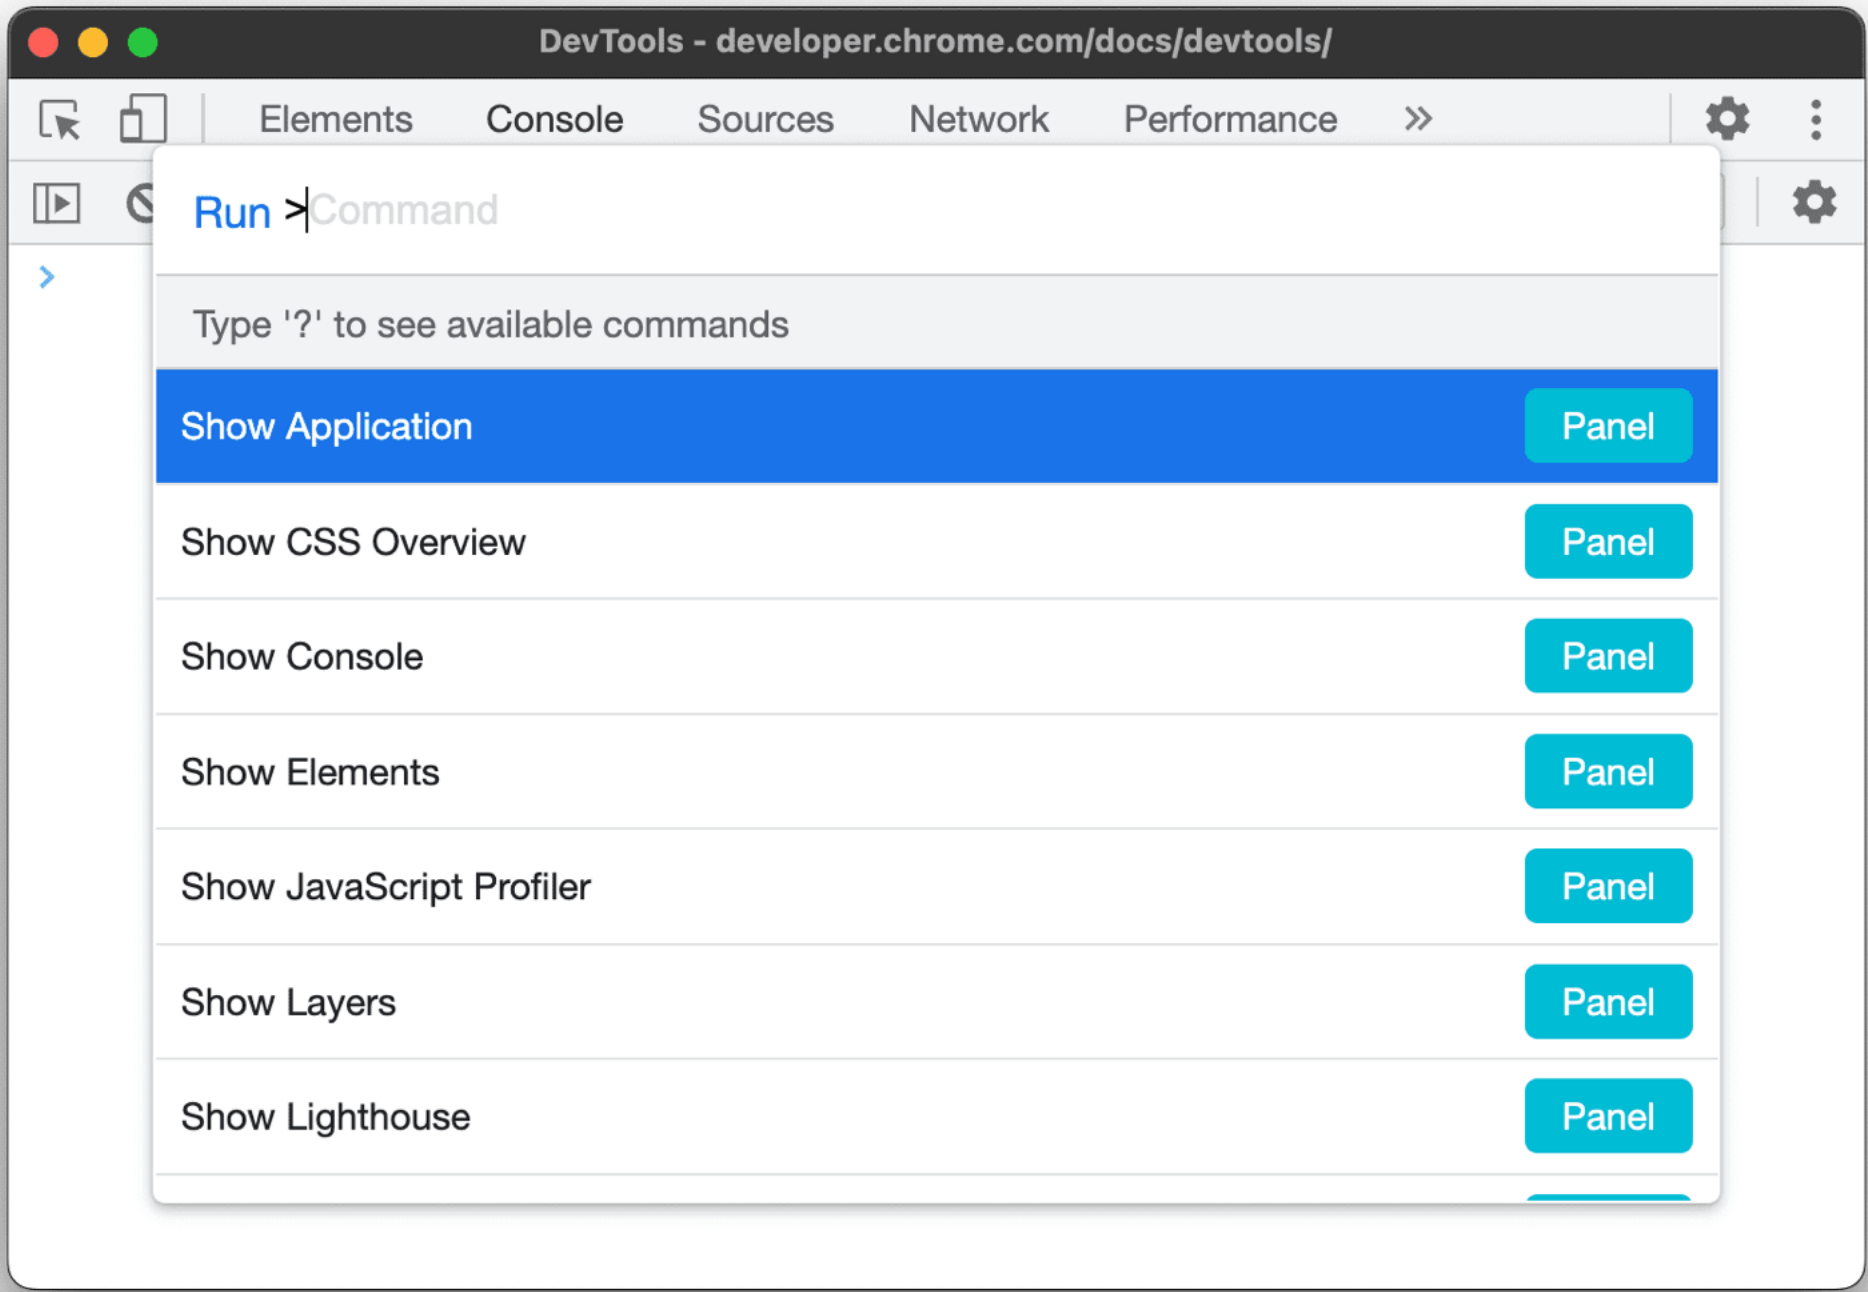 DevTools - developer.chrome.com/docs/devtools/
Elements Console Sources Network Performance »
Run >Command
Type '?' to see available commands
Show Application Panel
Show CSS Overview Panel
Show Console Panel
Show Elements Panel
Show JavaScript Profiler Panel
Show Layers Panel
Show Lighthouse Panel